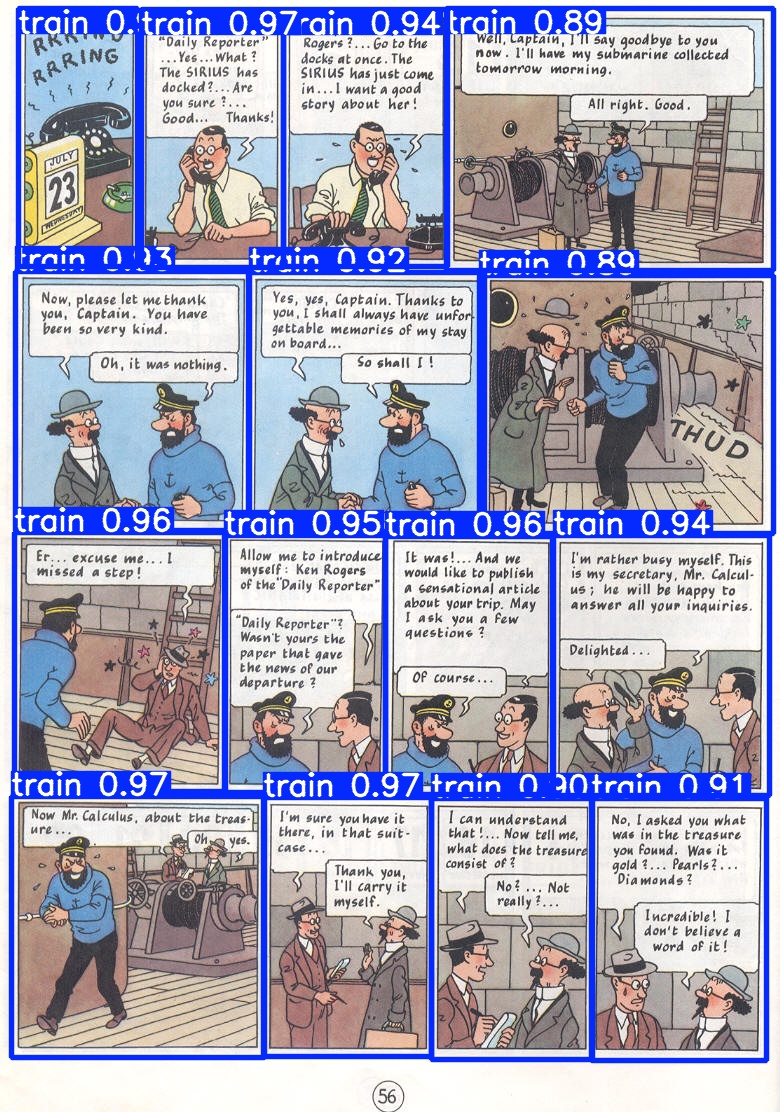 train 0.97
train 0.94
train 0.89
RRRING
RRRING
JULY
23
WEDNESDAY
"Daily Reporter"
...Yes...What?
The SIRIUS has
docked?...Are
you sure?...
Good... Thanks!
Rogers?...Go to the
docks at once. The
SIRIUS has just come
in...I want a good
story about her!
Well, Captain, I'll say goodbye to you
now. I'll have my submarine collected
tomorrow morning.
All right. Good.
train 0.93
train 0.92
train 0.89
Now, please let me thank
you, Captain. You have
been so very kind.
Oh, it was nothing.
Yes, yes, Captain. Thanks to
you, I shall always have unfor-
gettable memories of my stay
on board...
So shall I!
THUD
train 0.96
train 0.95
train 0.96
train 0.94
Er... excuse me... I
missed a step!
Allow me to introduce
myself: Ken Rogers
of the "Daily Reporter"
"Daily Reporter"?
Wasn't yours the
paper that gave
the news of our
departure?
It was!... And we
would like to publish
a sensational article
about your trip. May
I ask you a few
questions?
Of course...
I'm rather busy myself. This
is my secretary, Mr. Calcul-
us; he will be happy to
answer all your inquiries.
Delighted...
train 0.97
train 0.97
train 0.90
train 0.91
Now Mr. Calculus, about the treas-
ure...
Oh, yes.
I'm sure you have it
there, in that suit-
case...
Thank you,
I'll carry it
myself.
I can understand
that!... Now tell me,
what does the treasure
consist of?
No?... Not
really?...
No, I asked you what
was in the treasure
you found. Was it
gold?... Pearls?...
Diamonds?
Incredible! I
don't believe a
word of it!
56